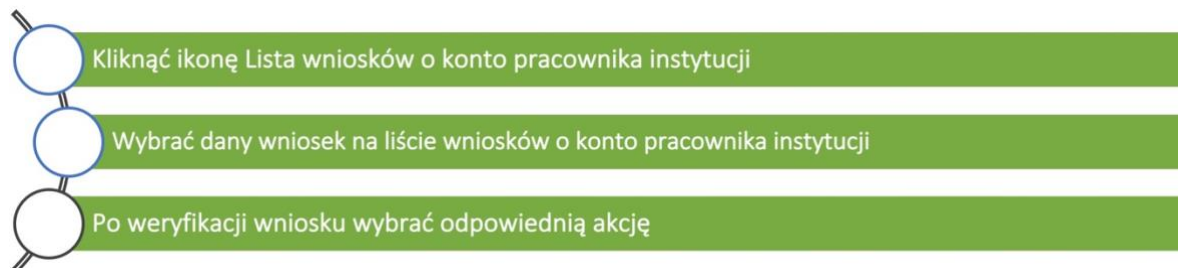 Kliknąć ikonę Lista wniosków o konto pracownika instytucji
Wybrać dany wniosek na liście wniosków o konto pracownika instytucji
Po weryfikacji wniosku wybrać odpowiednią akcję